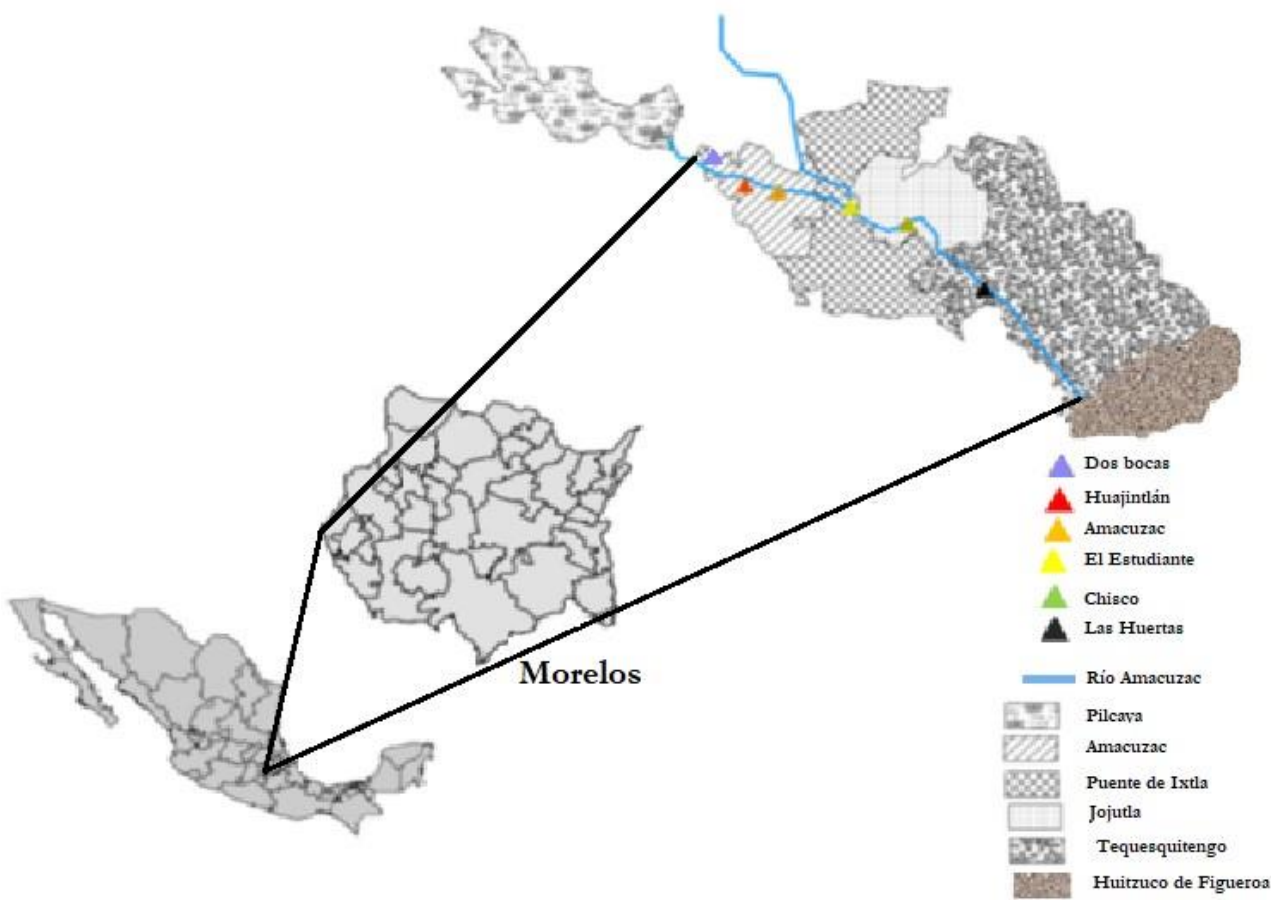 Dos bocas
Huajintlán
Amacuzac
El Estudiante
Chisco
Las Huertas
Morelos
Río Amacuzac
Pilcaya
Amacuzac
Puente de Ixtla
Jojutla
Tequesquitengo
Huitzuco de Figueroa